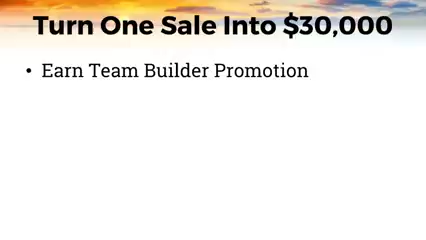 Turn One Sale Into $30,000
• Earn Team Builder Promotion